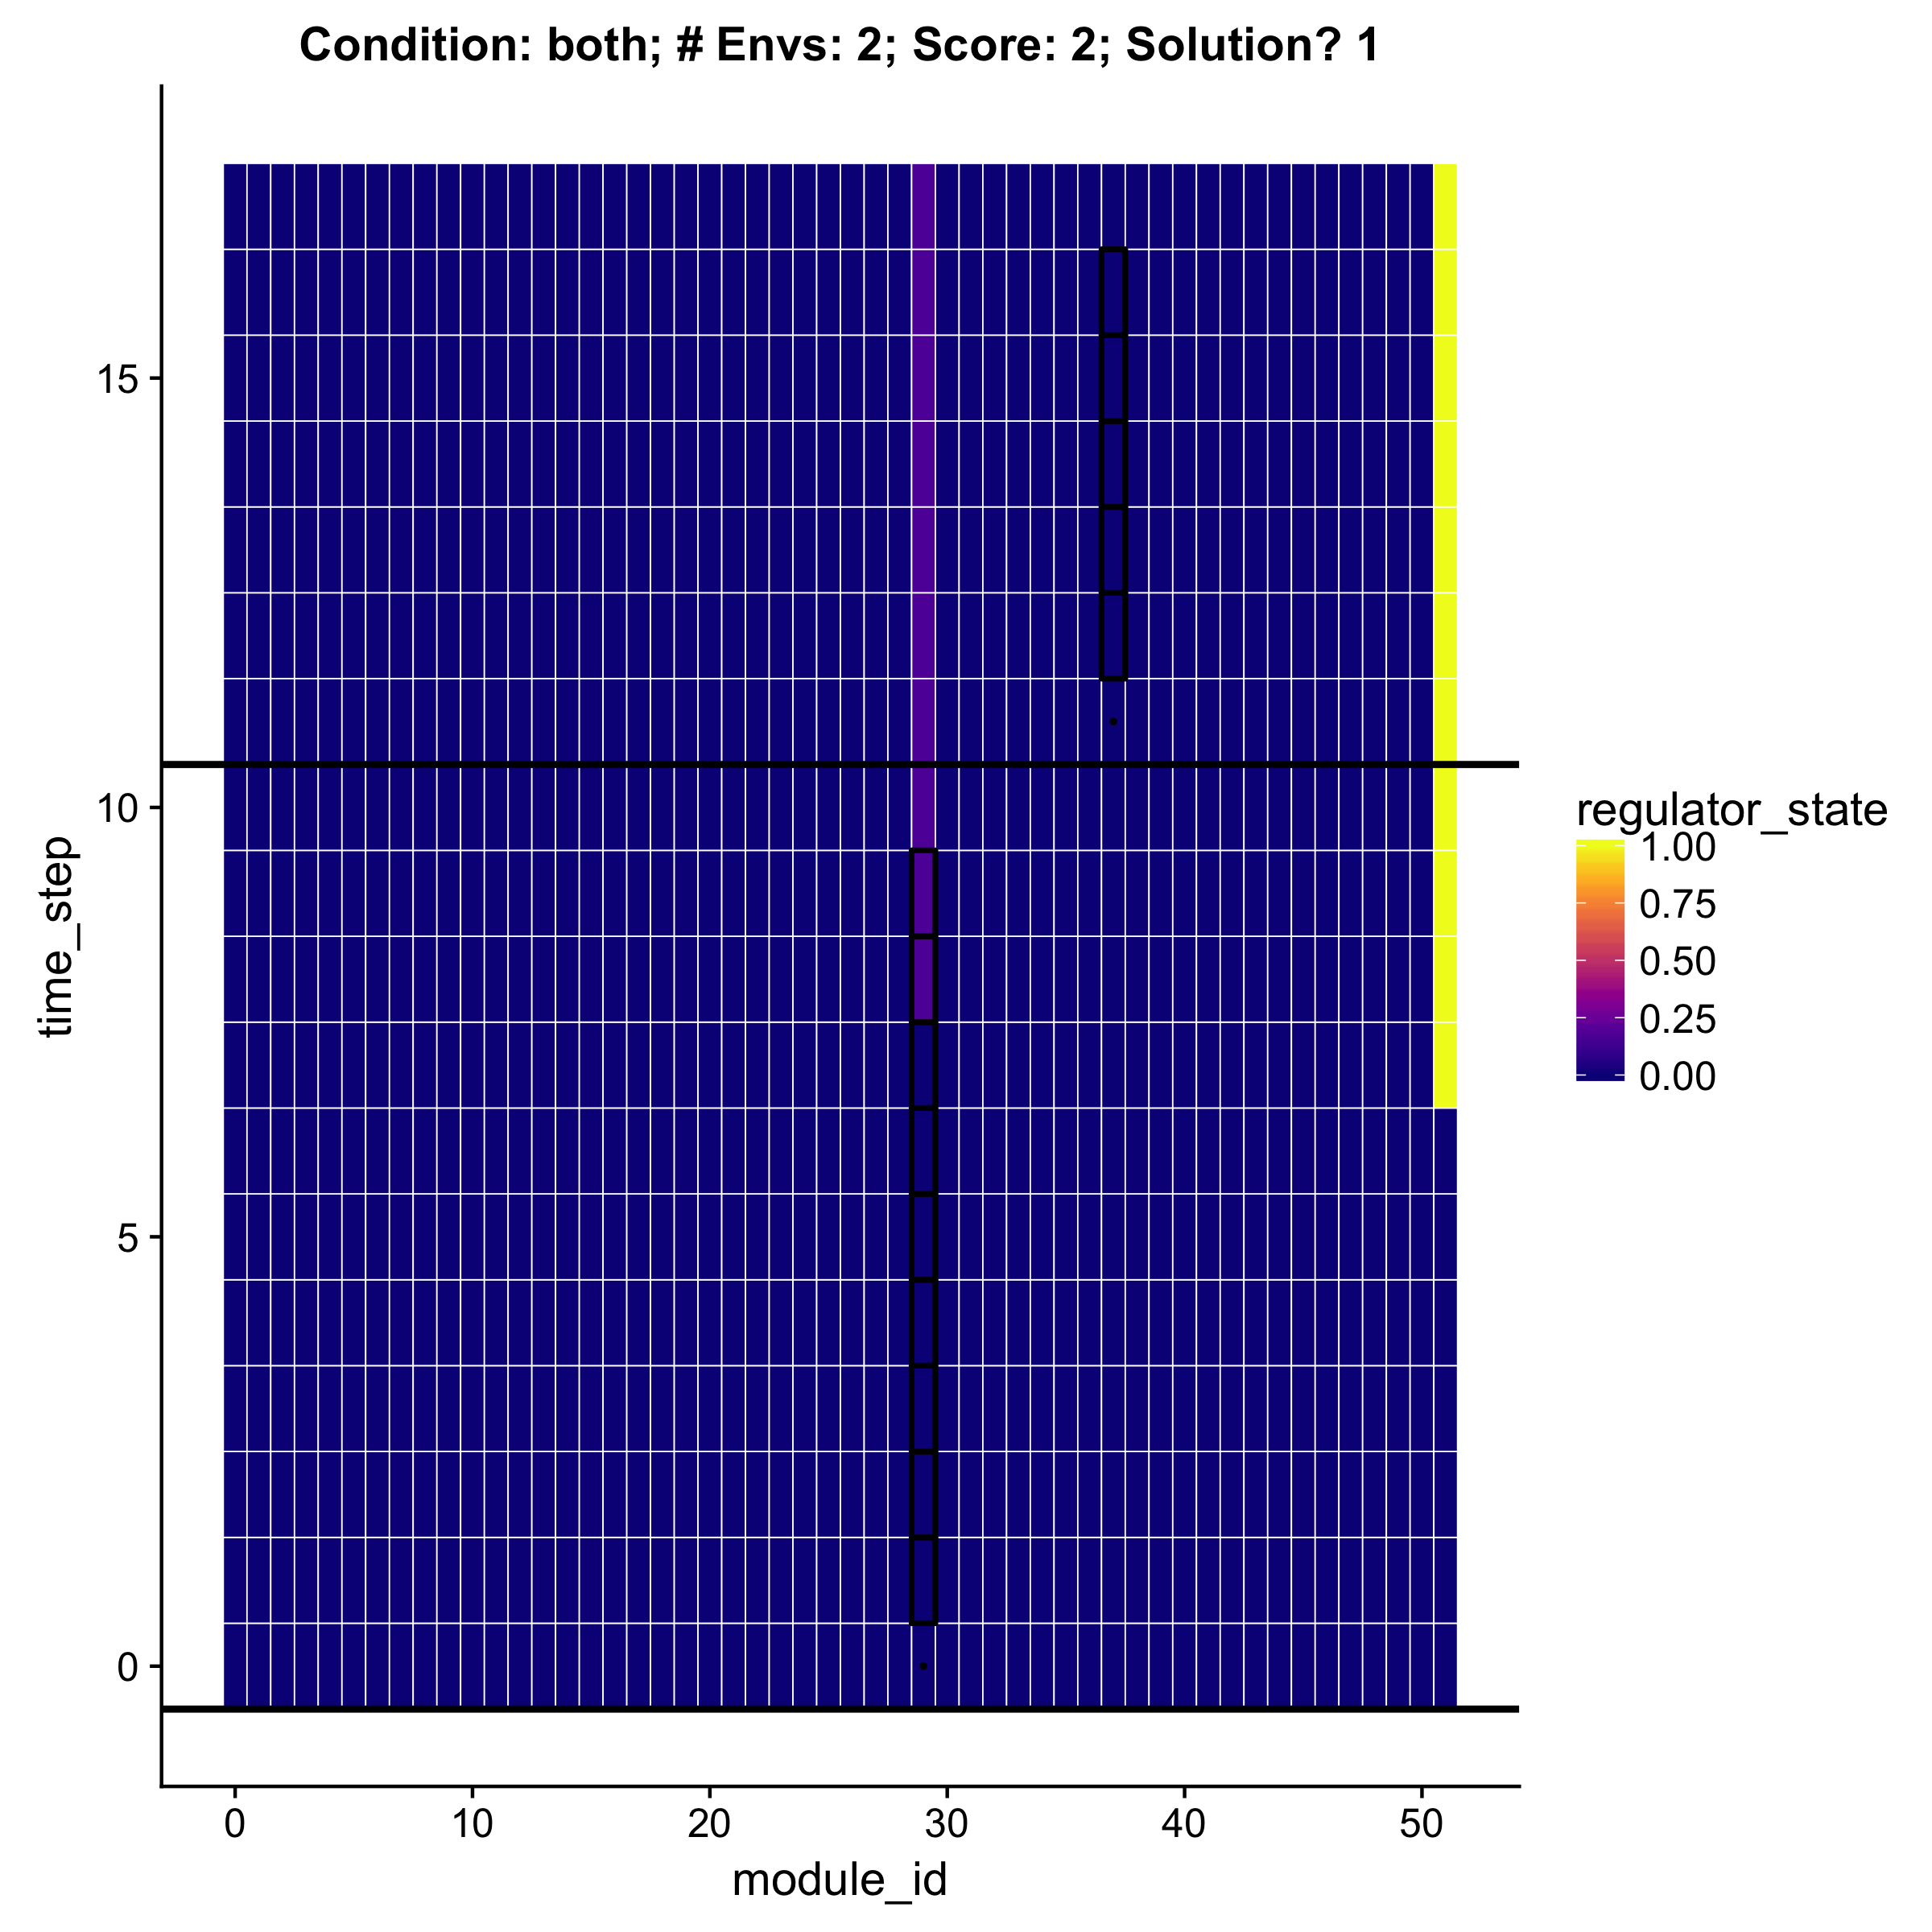 Condition: both; # Envs: 2; Score: 2; Solution? 1
15
10
5
0
time_step
0 10 20 30 40 50
module_id
regulator_state
1.00
0.75
0.50
0.25
0.00